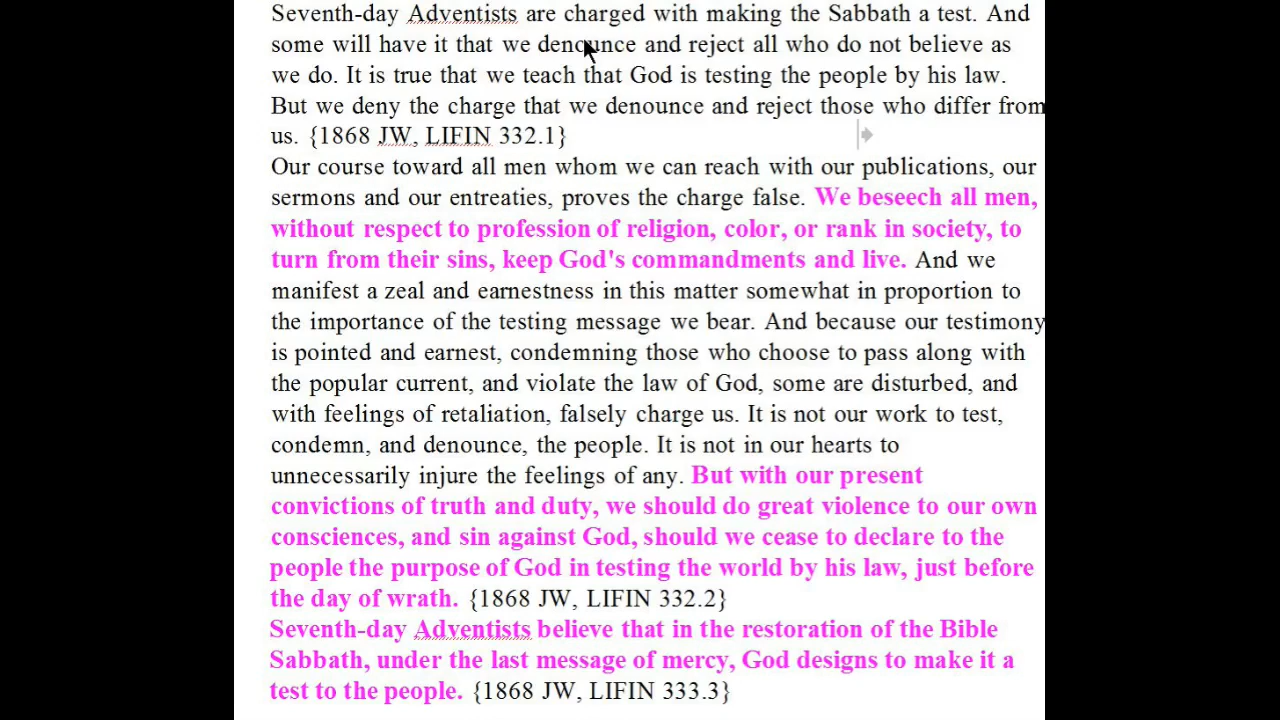 Seventh-day Adventists are charged with making the Sabbath a test. And
some will have it that we denounce and reject all who do not believe as
we do. It is true that we teach that God is testing the people by his law.
But we deny the charge that we denounce and reject those who differ from
us. {1868 JW, LIFIN 332.1}
Our course toward all men whom we can reach with our publications, our
sermons and our entreaties, proves the charge false. We beseech all men,
without respect to profession of religion, color, or rank in society, to
turn from their sins, keep God's commandments and live. And we
manifest a zeal and earnestness in this matter somewhat in proportion to
the importance of the testing message we bear. And because our testimony
is pointed and earnest, condemning those who choose to pass along with
the popular current, and violate the law of God, some are disturbed, and
with feelings of retaliation, falsely charge us. It is not our work to test,
condemn, and denounce, the people. It is not in our hearts to
unnecessarily injure the feelings of any. But with our present
convictions of truth and duty, we should do great violence to our own
consciences, and sin against God, should we cease to declare to the
people the purpose of God in testing the world by his law, just before
the day of wrath. {1868 JW, LIFIN 332.2}
Seventh-day Adventists believe that in the restoration of the Bible
Sabbath, under the last message of mercy, God designs to make it a
test to the people. {1868 JW, LIFIN 333.3}